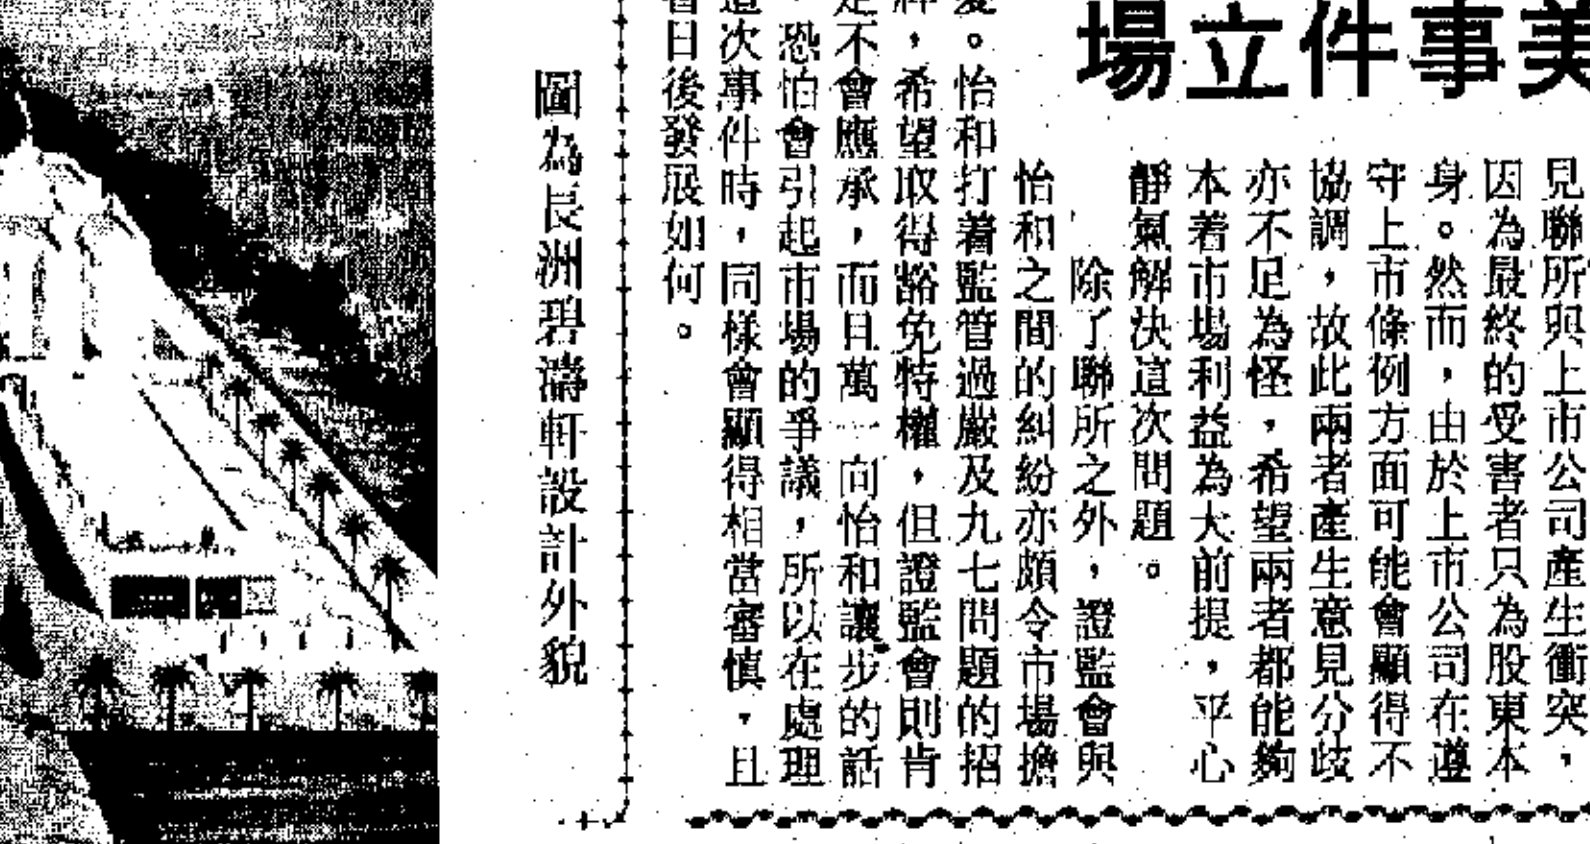 場立件事美
見聯所與上市公司產生衝突，
因為最終的受害者只為股東本
身。然而，由於上市公司在遵
守上市條例方面可能會顯得不
協調，故此兩者產生意見分歧
亦不足為怪，希望兩者都能夠
本着市場利益為大前提，平心
靜氣解決這次問題。
除了聯所之外，證監會與
怡和之間的糾紛亦頗令市場擔
。怡和打着監管過嚴及九七問題的招
，希望取得豁免特權，但證監會則肯
不會應承，而且萬一向怡和讓步的話
，恐怕會引起市場的爭議，所以在處理
這次事件時，同樣會顯得相當審慎，且
日後發展如何。
圖為長洲碧濤軒設計外貌